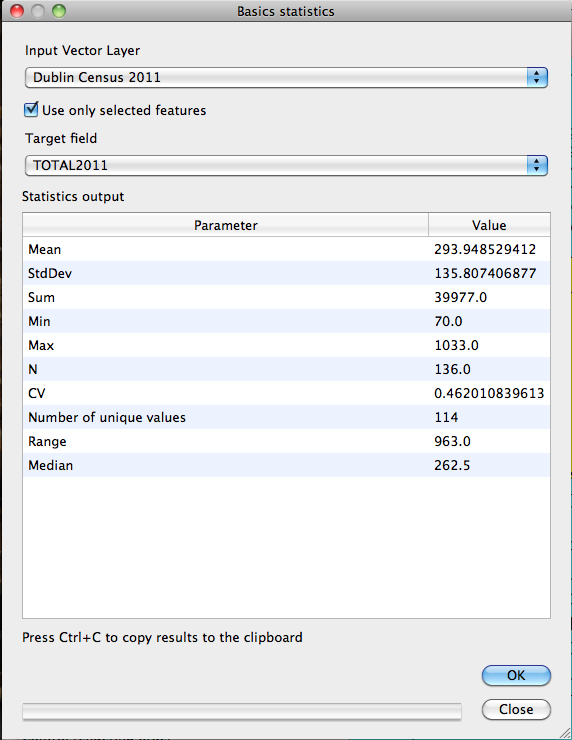 Basics statistics
Input Vector Layer
Dublin Census 2011
Use only selected features
Target field
TOTAL2011
Statistics output
Parameter Value
Mean 293.948529412
StdDev 135.807406877
Sum 39977.0
Min 70.0
Max 1033.0
N 136.0
CV 0.462010839613
Number of unique values 114
Range 963.0
Median 262.5
Press Ctrl+C to copy results to the clipboard
OK
Close